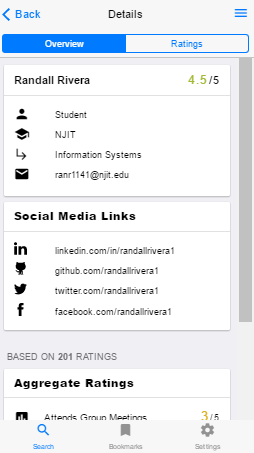 Back Details
Overview Ratings
Randall Rivera 4.5/5
Student
NJIT
Information Systems
ranr1141@njit.edu
Social Media Links
linkedin.com/in/randallrivera1
github.com/randallrivera1
twitter.com/randallrivera1
facebook.com/randallrivera1
BASED ON 201 RATINGS
Aggregate Ratings
Attends Group Meetings 3/5
Search Bookmarks Settings